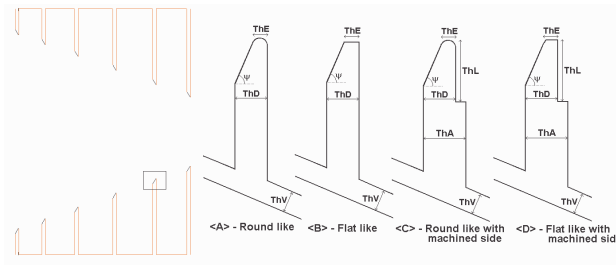 ThE
ThE
ThE
ThE
ThL
ThL
Ψ
Ψ
Ψ
Ψ
ThD
ThD
ThD
ThD
ThA
ThA
ThV
ThV
ThV
ThV
<A> - Round like
<B> - Flat like
<C> - Round like with
machined side
<D> - Flat like with
machined sid